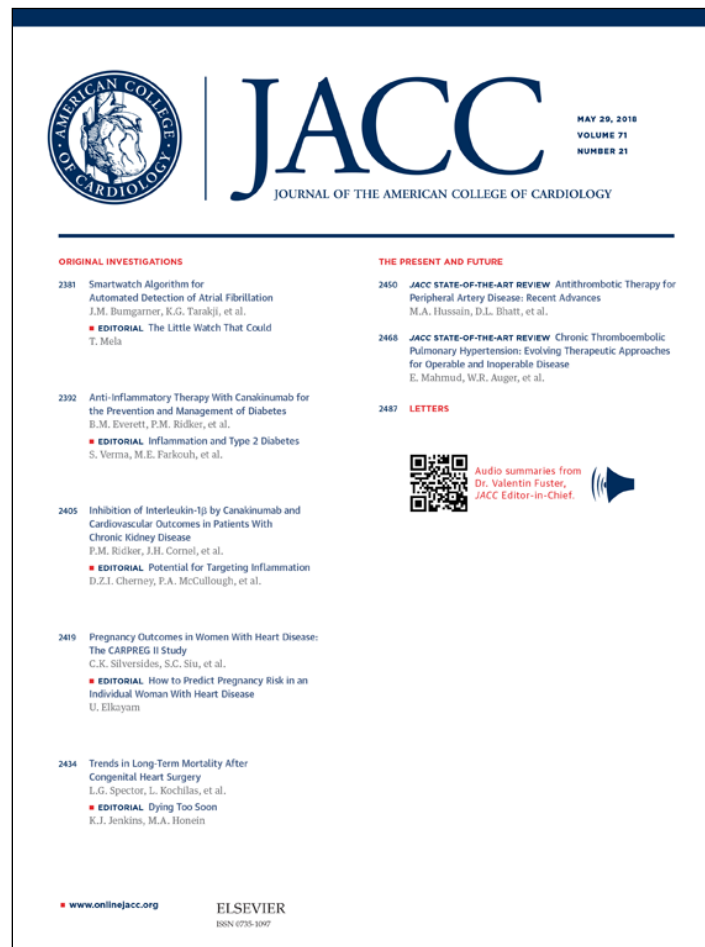 AMERICAN COLLEGE
OF CARDIOLOGY
JACC
JOURNAL OF THE AMERICAN COLLEGE OF CARDIOLOGY
MAY 29, 2018
VOLUME 71
NUMBER 21
ORIGINAL INVESTIGATIONS
2381 Smartwatch Algorithm for
Automated Detection of Atrial Fibrillation
J.M. Bumgarner, K.G. Tarakji, et al.
EDITORIAL The Little Watch That Could
T. Mela
2392 Anti-Inflammatory Therapy With Canakinumab for
the Prevention and Management of Diabetes
B.M. Everett, P.M. Ridker, et al.
EDITORIAL Inflammation and Type 2 Diabetes
S. Verma, M.E. Farkouh, et al.
2405 Inhibition of Interleukin-1β by Canakinumab and
Cardiovascular Outcomes in Patients With
Chronic Kidney Disease
P.M. Ridker, J.H. Cornel, et al.
EDITORIAL Potential for Targeting Inflammation
D.Z.I. Cherney, P.A. McCullough, et al.
2419 Pregnancy Outcomes in Women With Heart Disease:
The CARPREG II Study
C.K. Silversides, S.C. Siu, et al.
EDITORIAL How to Predict Pregnancy Risk in an
Individual Woman With Heart Disease
U. Elkayam
2434 Trends in Long-Term Mortality After
Congenital Heart Surgery
L.G. Spector, L. Kochilas, et al.
EDITORIAL Dying Too Soon
K.J. Jenkins, M.A. Honein
THE PRESENT AND FUTURE
2450 JACC STATE-OF-THE-ART REVIEW Antithrombotic Therapy for
Peripheral Artery Disease: Recent Advances
M.A. Hussain, D.L. Bhatt, et al.
2468 JACC STATE-OF-THE-ART REVIEW Chronic Thromboembolic
Pulmonary Hypertension: Evolving Therapeutic Approaches
for Operable and Inoperable Disease
E. Mahmud, W.R. Auger, et al.
2487 LETTERS
Audio summaries from
Dr. Valentin Fuster,
JACC Editor-in-Chief.
www.onlinejacc.org
ELSEVIER
ISSN 0735-1097